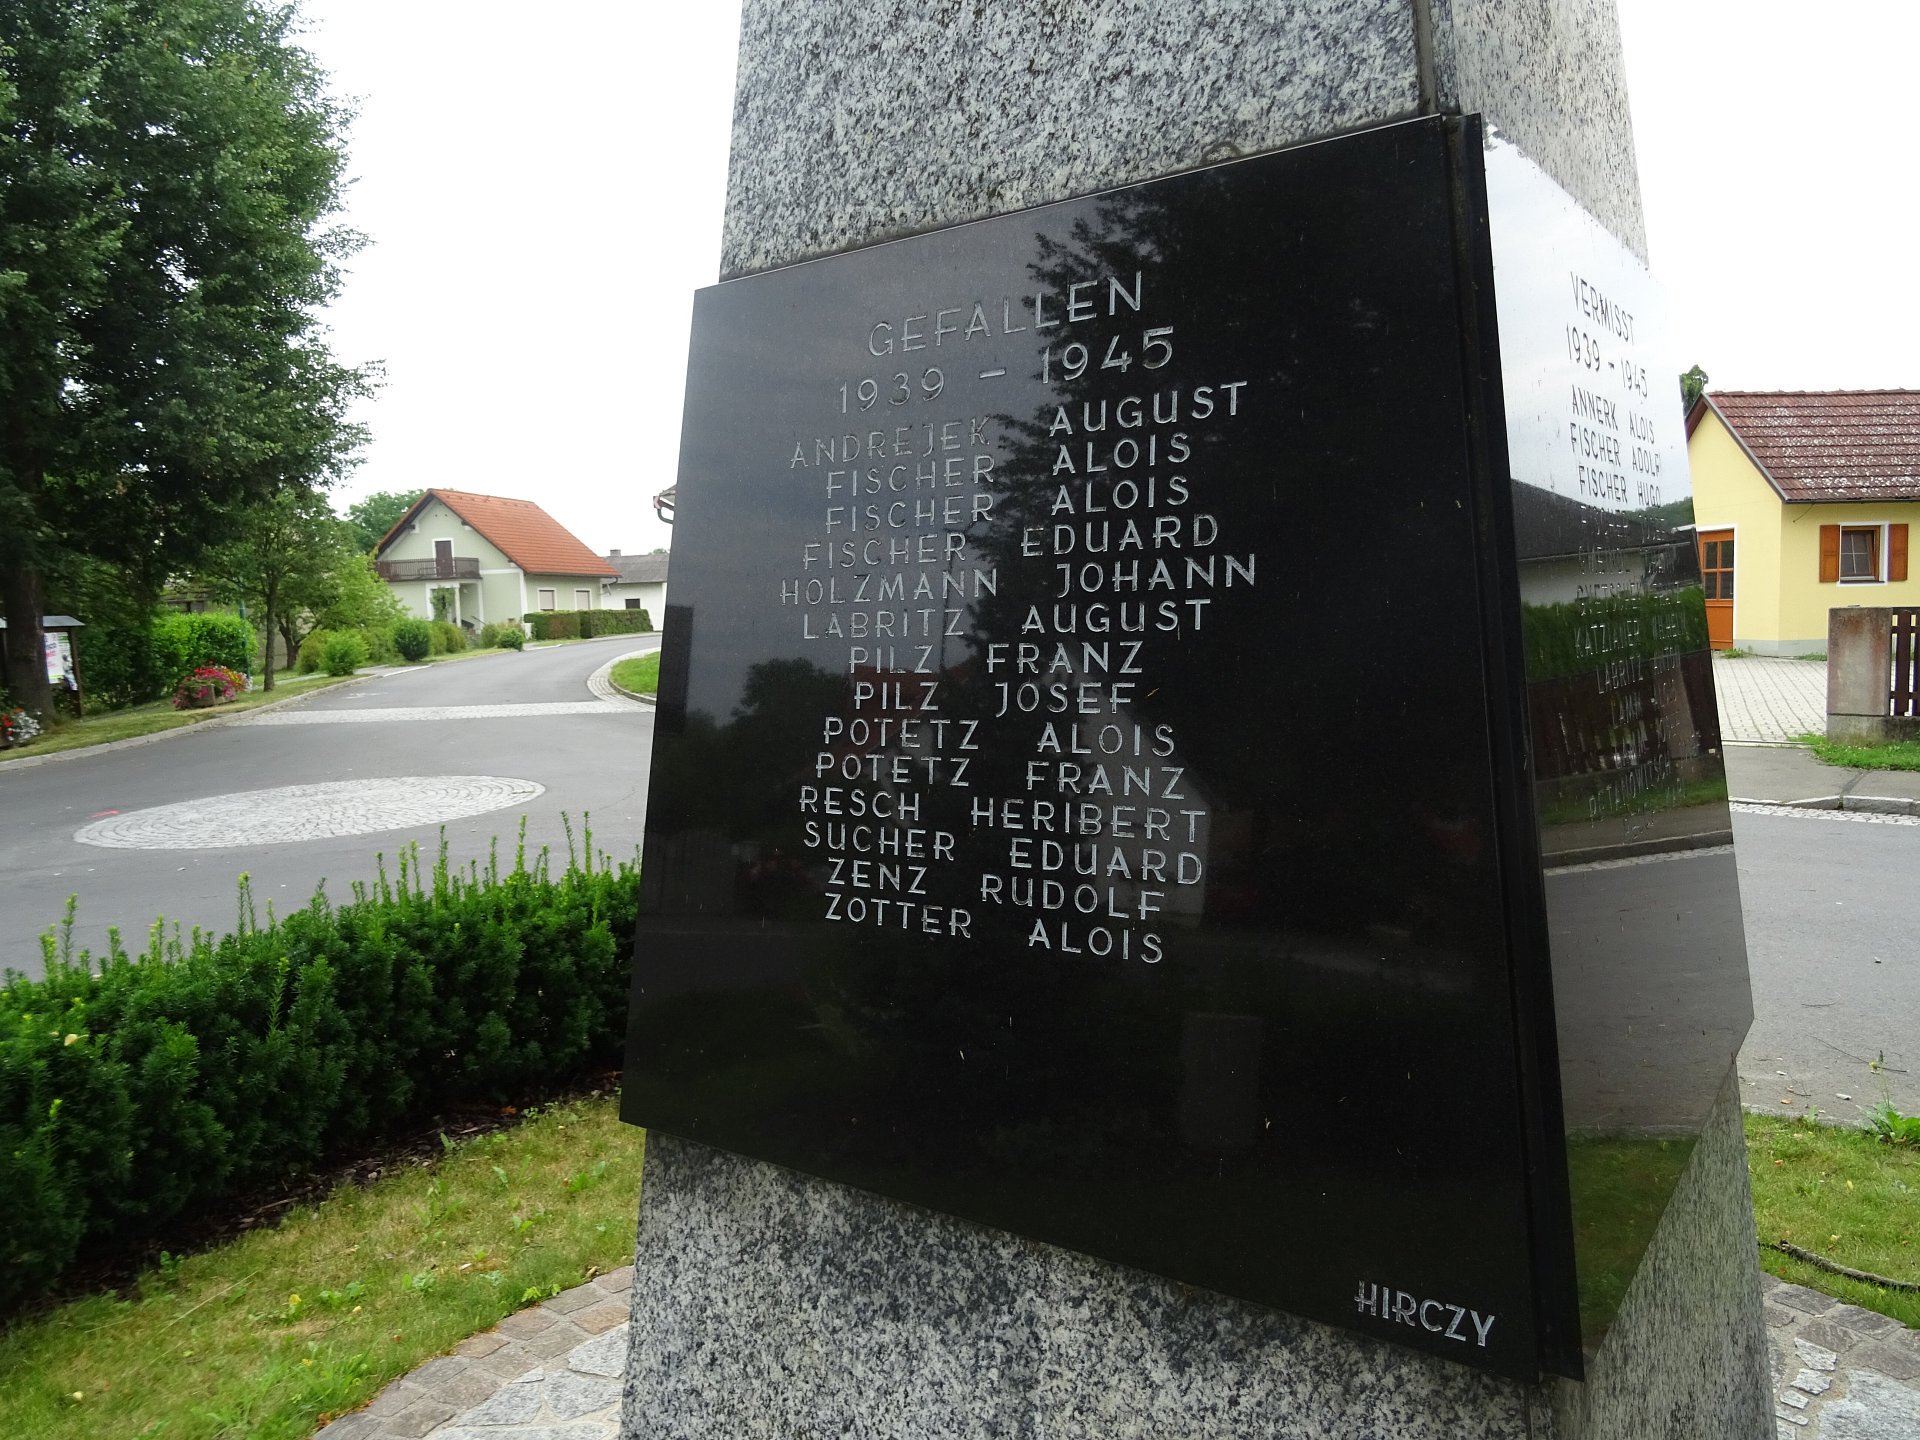 GEFALLEN
1939 - 1945
ANDREJEK AUGUST
FISCHER ALOIS
FISCHER ALOIS
FISCHER EDUARD
HOLZMANN JOHANN
LABRITZ AUGUST
PILZ FRANZ
PILZ JOSEF
POTETZ ALOIS
POTETZ FRANZ
RESCH HERIBERT
SUCHER EDUARD
ZENZ RUDOLF
ZOTTER ALOIS
HIRCZY
VERMISST
1939 - 1945
ANNERK ALOIS
FISCHER ADOLF
FISCHER HUGO
LABRITZ